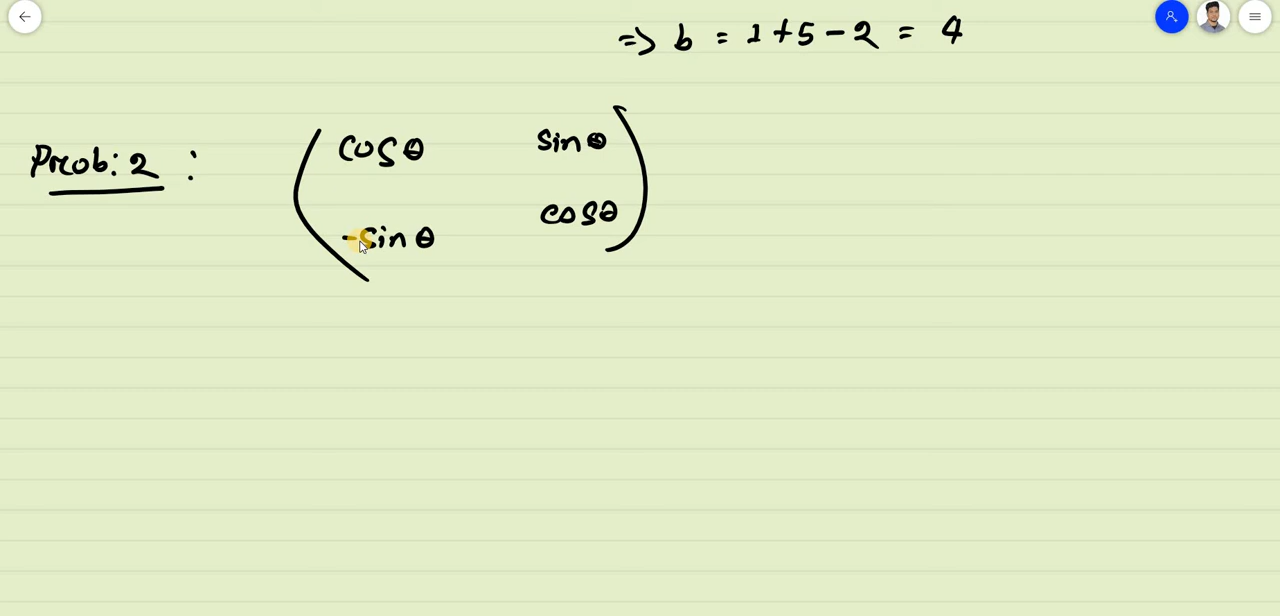 => b = 1 + 5 - 2 = 4
Prob: 2 :
cosθ sinθ
-sinθ cosθ